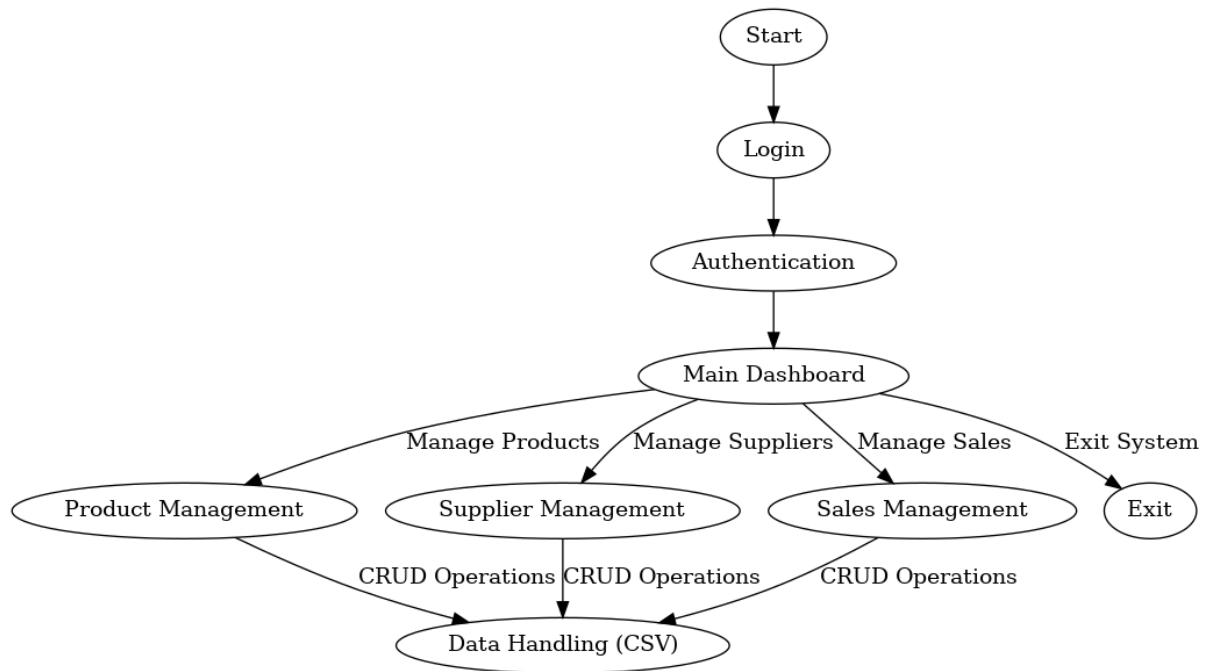 Start
Login
Authentication
Main Dashboard
Manage Products
Manage Suppliers
Manage Sales
Exit System
Product Management
Supplier Management
Sales Management
Exit
CRUD Operations
CRUD Operations
CRUD Operations
Data Handling (CSV)